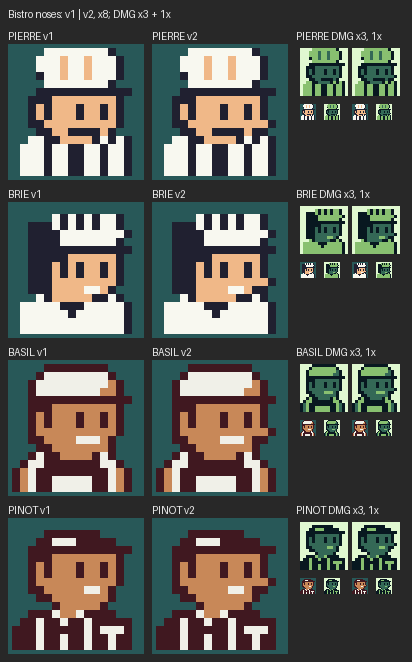 Bistro noses: v1 | v2, x8; DMG x3 + 1x
PIERRE v1 PIERRE v2 PIERRE DMG x3, 1x
BRIE v1 BRIE v2 BRIE DMG x3, 1x
BASIL v1 BASIL v2 BASIL DMG x3, 1x
PINOT v1 PINOT v2 PINOT DMG x3, 1x